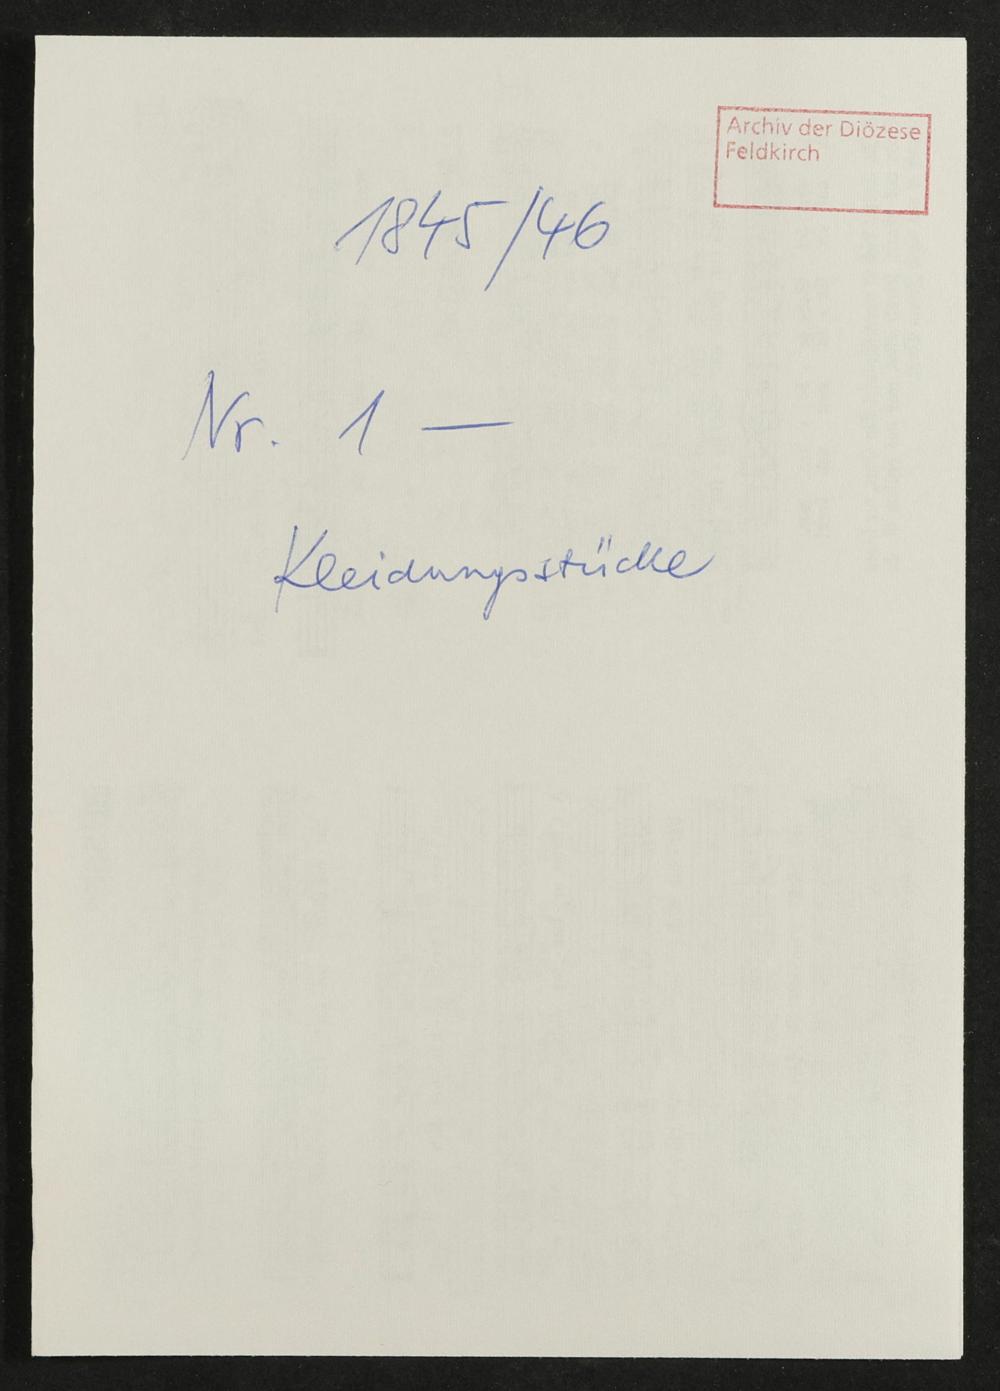 Archiv der Diözese
Feldkirch
1845/46
Nr. 1 —
Kleidungsstücke